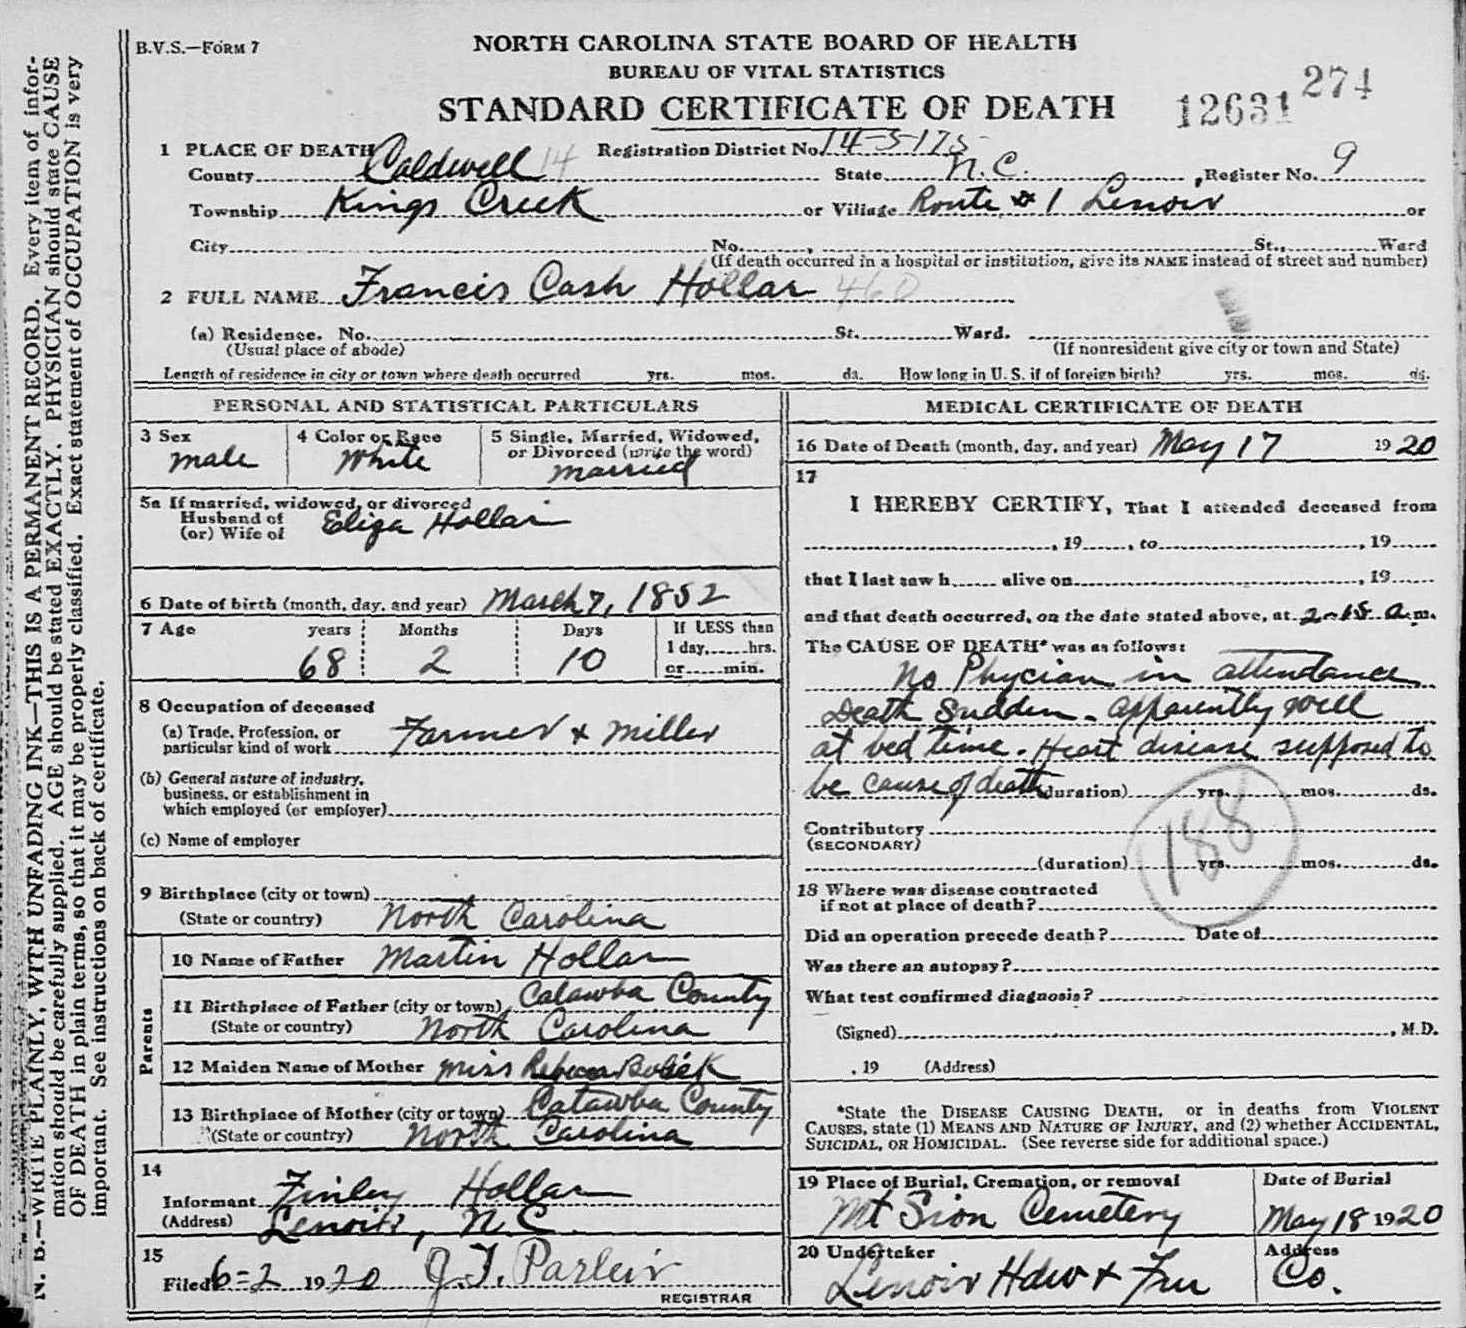 B.V.S.—FORM 7
NORTH CAROLINA STATE BOARD OF HEALTH
BUREAU OF VITAL STATISTICS
STANDARD CERTIFICATE OF DEATH
12631 274
1 PLACE OF DEATH Registration District No. 14-5175
County Caldwell 14 State N.C. , Register No. 9
Township Kings Creek or Village Route # 1 Lenoir or
City No. , St., Ward
(If death occurred in a hospital or institution, give its NAME instead of street and number)
2 FULL NAME Francis Cash Hollar 460
(a) Residence. No. St. Ward.
(Usual place of abode) (If nonresident give city or town and State)
Length of residence in city or town where death occurred yrs. mos. ds. How long in U. S. if of foreign birth? yrs. mos. ds.
PERSONAL AND STATISTICAL PARTICULARS
3 Sex 4 Color or Race 5 Single, Married, Widowed,
or Divorced (write the word)
male White married
5a If married, widowed, or divorced
Husband of Eliza Hollar
(or) Wife of
6 Date of birth (month, day, and year) March 7, 1852
7 Age years Months Days If LESS than
1 day, hrs.
68 2 10 or min.
8 Occupation of deceased
(a) Trade, Profession, or
particular kind of work Farmer & Miller
(b) General nature of industry,
business, or establishment in
which employed (or employer)
(c) Name of employer
9 Birthplace (city or town)
(State or country) North Carolina
Parents
10 Name of Father Martin Hollar
11 Birthplace of Father (city or town) Catawba County
(State or country) North Carolina
12 Maiden Name of Mother Miss Rebecca Bolick
13 Birthplace of Mother (city or town) Catawba County
(State or country) North Carolina
14
Informant Finley Hollar
(Address) Lenoir, N.C.
15
Filed 6-2 1920 J.T. Parlier
REGISTRAR
MEDICAL CERTIFICATE OF DEATH
16 Date of Death (month, day, and year) May 17 1920
17
I HEREBY CERTIFY, That I attended deceased from
, 19 , to , 19
that I last saw h alive on , 19
and that death occurred, on the date stated above, at 2-15 a.m.
The CAUSE OF DEATH* was as follows:
No Phycian in attendance
Death Sudden - apparently well
at bed time. Heart disease supposed to
be cause of death (duration) yrs. mos. ds.
Contributory
(SECONDARY)
(duration) yrs. mos. ds.
188
18 Where was disease contracted
if not at place of death?
Did an operation precede death? Date of
Was there an autopsy?
What test confirmed diagnosis?
(Signed) , M.D.
, 19 (Address)
*State the DISEASE CAUSING DEATH, or in deaths from VIOLENT
CAUSES, state (1) MEANS AND NATURE OF INJURY, and (2) whether ACCIDENTAL,
SUICIDAL, OR HOMICIDAL. (See reverse side for additional space.)
19 Place of Burial, Cremation, or removal Date of Burial
Mt Sion Cemetery May 18 1920
20 Undertaker Address
Lenoir Hdw & Fur Co.
N. B.—WRITE PLAINLY, WITH UNFADING INK—THIS IS A PERMANENT RECORD. Every item of infor-
mation should be carefully supplied. AGE should be stated EXACTLY. PHYSICIAN should state CAUSE
OF DEATH in plain terms, so that it may be properly classified. Exact statement of OCCUPATION is very
important. See instructions on back of certificate.